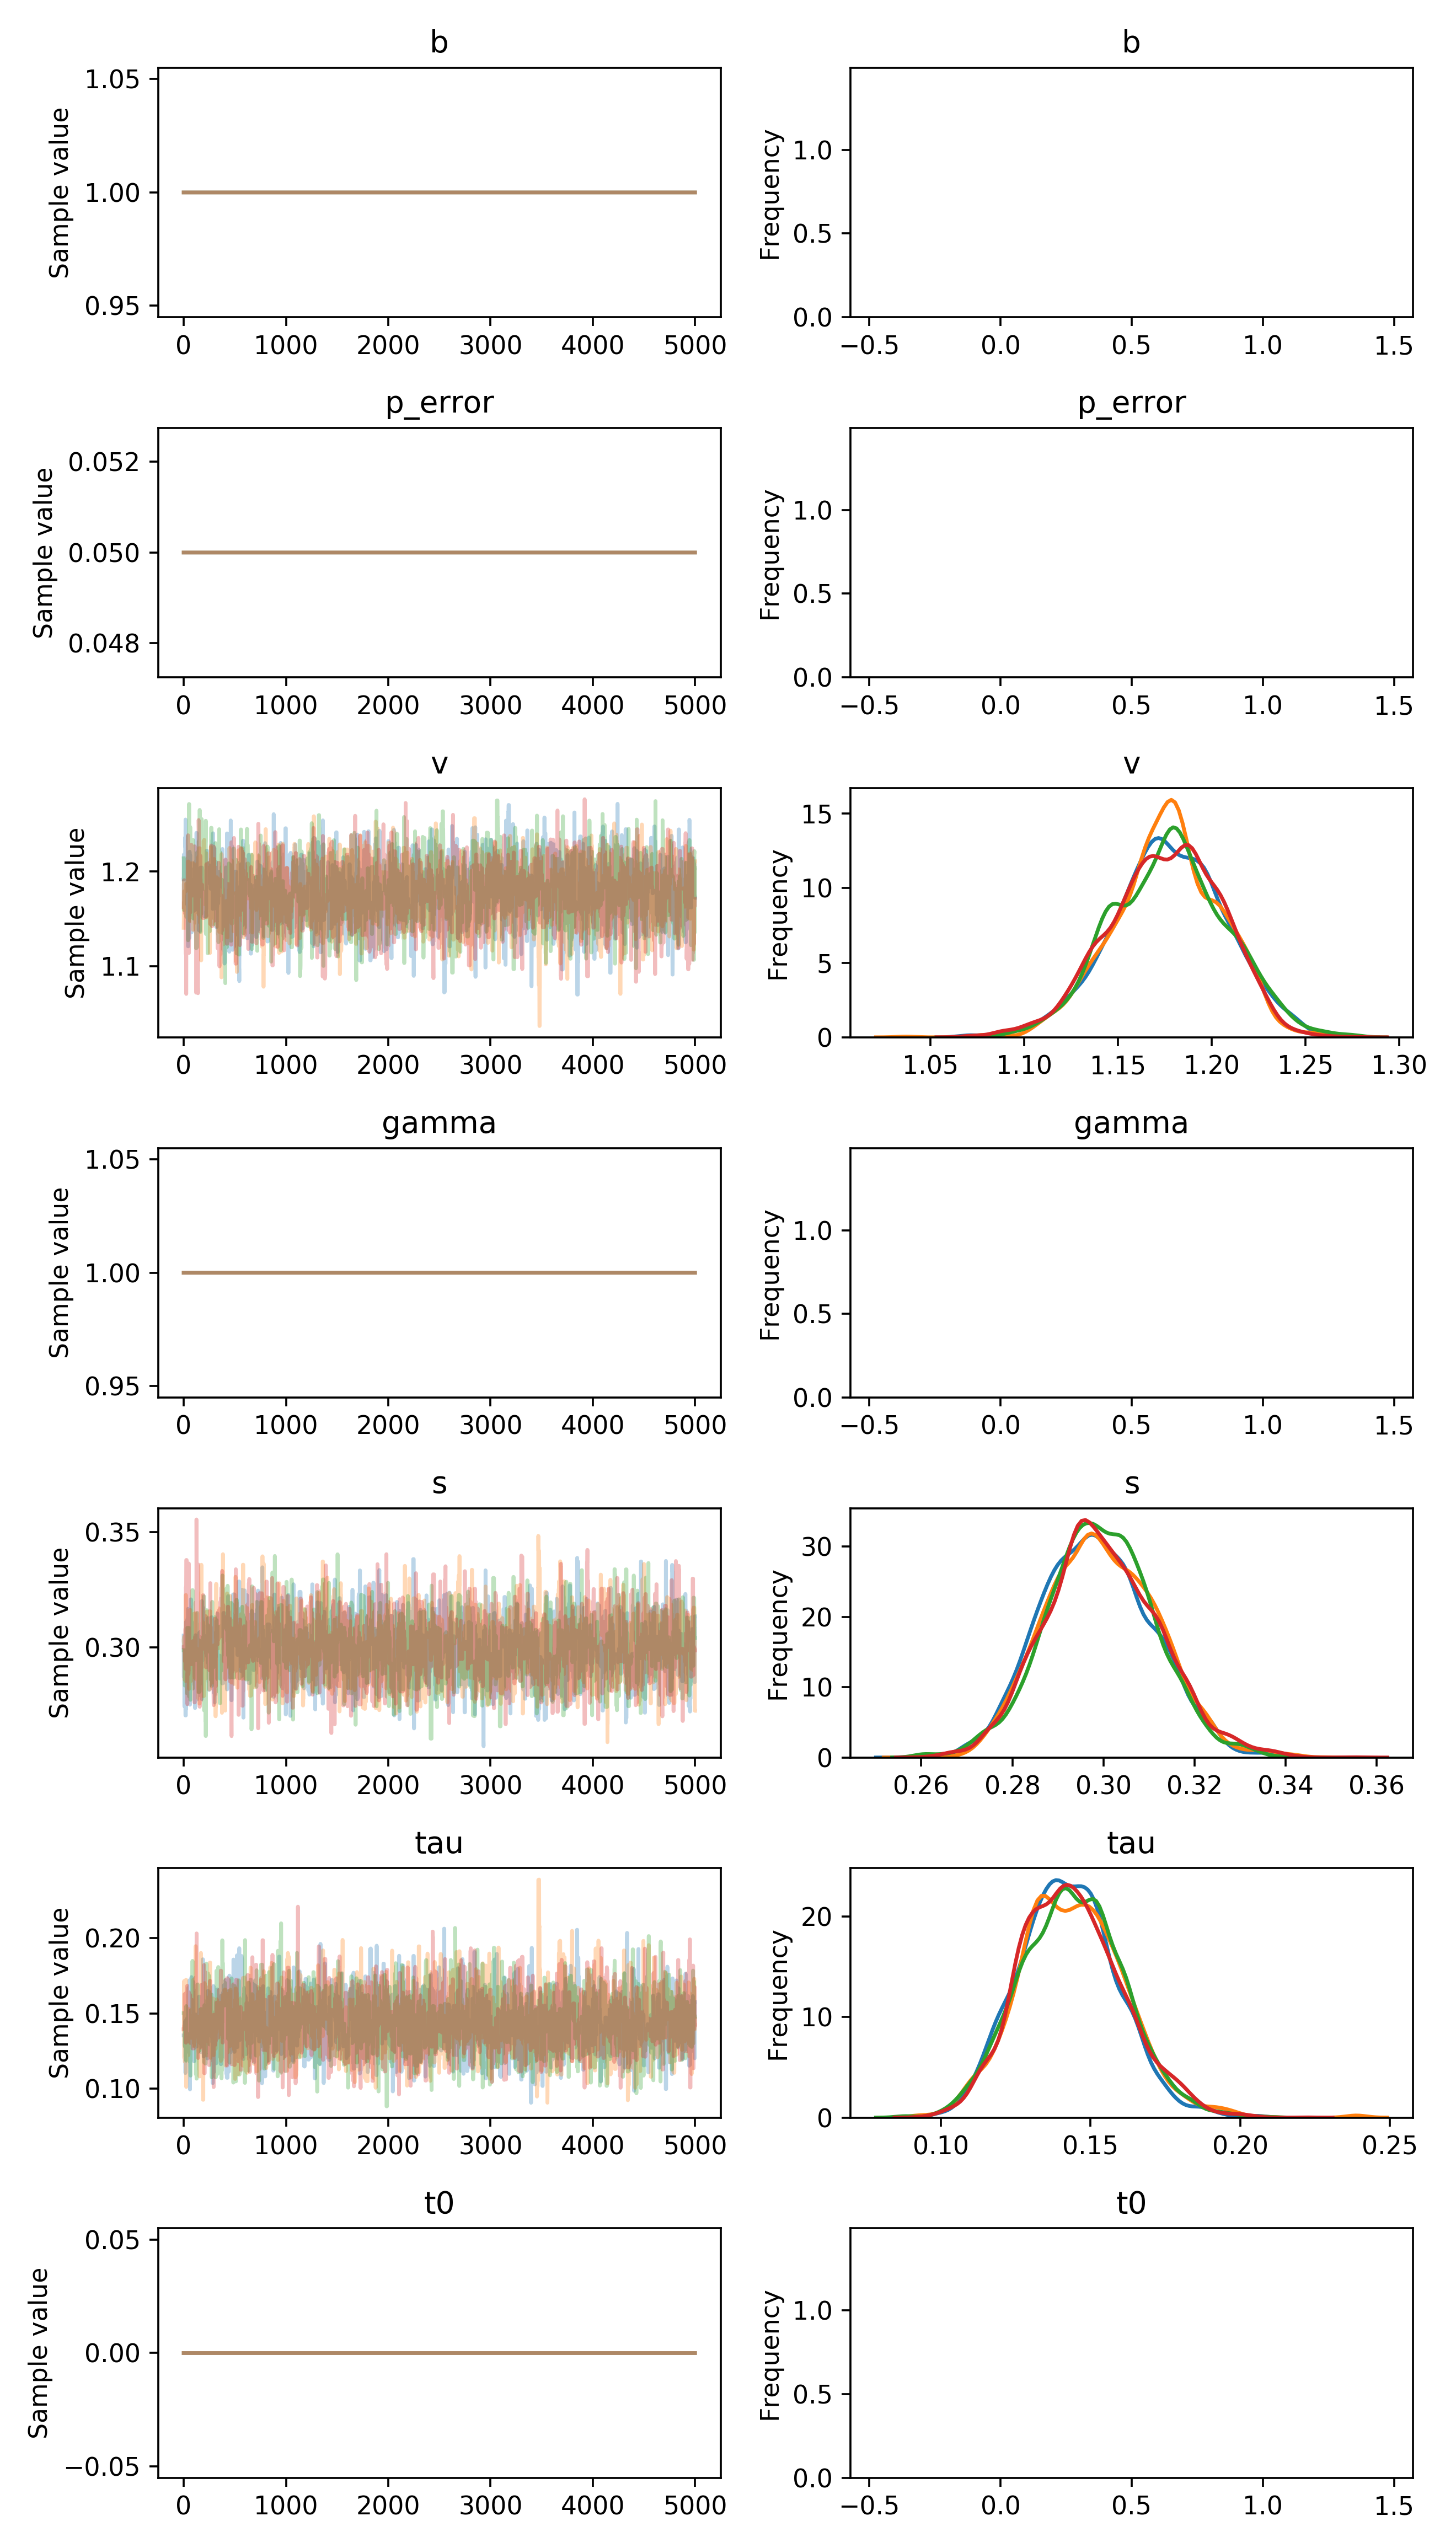 b
b
Sample value
1.05
1.00
0.95
0 1000 2000 3000 4000 5000
Frequency
1.0
0.5
0.0
−0.5 0.0 0.5 1.0 1.5
p_error
p_error
Sample value
0.052
0.050
0.048
0 1000 2000 3000 4000 5000
Frequency
1.0
0.5
0.0
−0.5 0.0 0.5 1.0 1.5
v
v
Sample value
1.2
1.1
0 1000 2000 3000 4000 5000
Frequency
15
10
5
0
1.05 1.10 1.15 1.20 1.25 1.30
gamma
gamma
Sample value
1.05
1.00
0.95
0 1000 2000 3000 4000 5000
Frequency
1.0
0.5
0.0
−0.5 0.0 0.5 1.0 1.5
s
s
Sample value
0.35
0.30
0 1000 2000 3000 4000 5000
Frequency
30
20
10
0
0.26 0.28 0.30 0.32 0.34 0.36
tau
tau
Sample value
0.20
0.15
0.10
0 1000 2000 3000 4000 5000
Frequency
20
10
0
0.10 0.15 0.20 0.25
t0
t0
Sample value
0.05
0.00
−0.05
0 1000 2000 3000 4000 5000
Frequency
1.0
0.5
0.0
−0.5 0.0 0.5 1.0 1.5